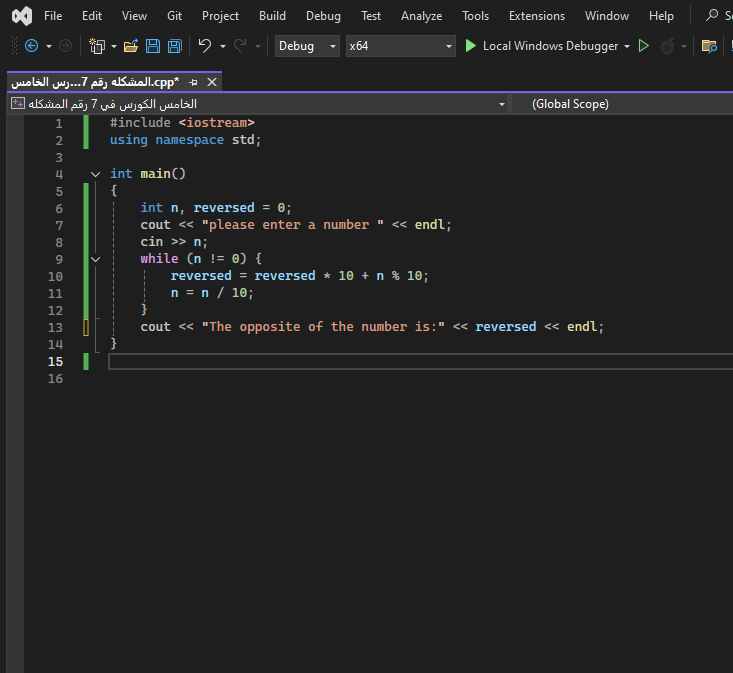 File Edit View Git Project Build Debug Test Analyze Tools Extensions Window Help
Debug x64 Local Windows Debugger
المشكله رقم 7...رس الخامس.cpp*
الخامس الكورس في 7 رقم المشكله (Global Scope)
1 #include <iostream>
2 using namespace std;
3
4 int main()
5 {
6 int n, reversed = 0;
7 cout << "please enter a number " << endl;
8 cin >> n;
9 while (n != 0) {
10 reversed = reversed * 10 + n % 10;
11 n = n / 10;
12 }
13 cout << "The opposite of the number is:" << reversed << endl;
14 }
15
16